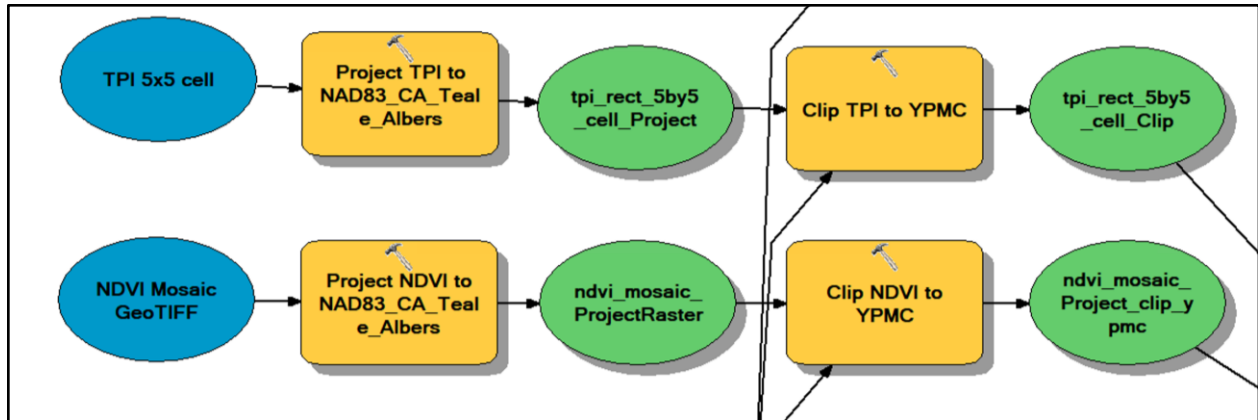 TPI 5x5 cell
Project TPI to
NAD83_CA_Teal
e_Albers
tpi_rect_5by5
_cell_Project
Clip TPI to YPMC
tpi_rect_5by5
_cell_Clip
NDVI Mosaic
GeoTIFF
Project NDVI to
NAD83_CA_Teal
e_Albers
ndvi_mosaic_
ProjectRaster
Clip NDVI to
YPMC
ndvi_mosaic_
Project_clip_y
pmc